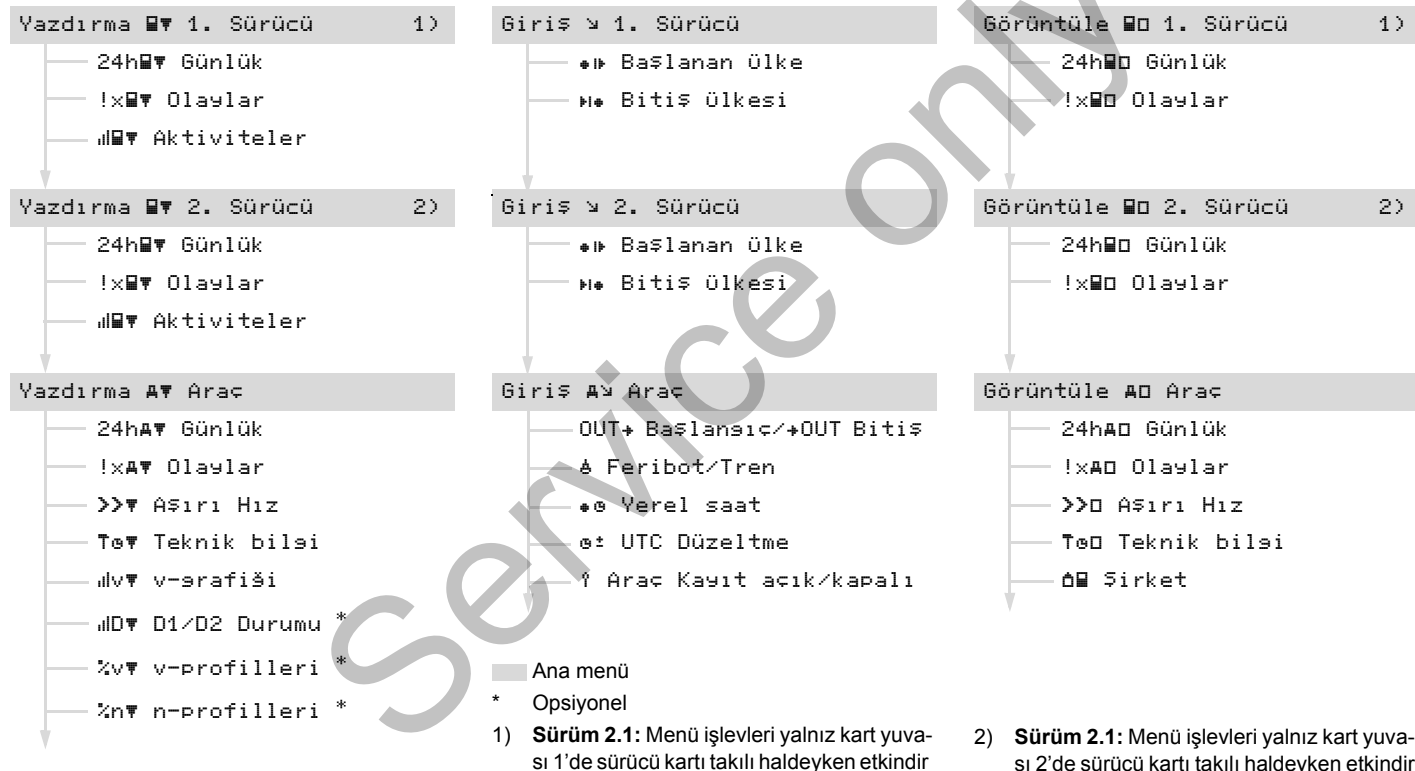 Yazdırma 1. Sürücü 1)
24h Günlük
!x Olaylar
Aktiviteler
Yazdırma 2. Sürücü 2)
24h Günlük
!x Olaylar
Aktiviteler
Yazdırma Araç
24h Günlük
!x Olaylar
>> Aşırı Hız
Teknik bilgi
v v-grafiği
D D1/D2 Durumu *
%v v-profilleri *
%n n-profilleri *
Giriş 1. Sürücü
Başlanan ülke
Bitiş ülkesi
Giriş 2. Sürücü
Başlanan ülke
Bitiş ülkesi
Giriş Araç
OUT Başlangıç/OUT Bitiş
Feribot/Tren
Yerel saat
UTC Düzeltme
Araç Kayıt açık/kapalı
Ana menü
* Opsiyonel
1) Sürüm 2.1: Menü işlevleri yalnız kart yuva-
sı 1’de sürücü kartı takılı haldeyken etkindir
Görüntüle 1. Sürücü 1)
24h Günlük
!x Olaylar
Görüntüle 2. Sürücü 2)
24h Günlük
!x Olaylar
Görüntüle Araç
24h Günlük
!x Olaylar
>> Aşırı Hız
Teknik bilgi
Şirket
2) Sürüm 2.1: Menü işlevleri yalnız kart yuva-
sı 2’de sürücü kartı takılı haldeyken etkindir
Service only